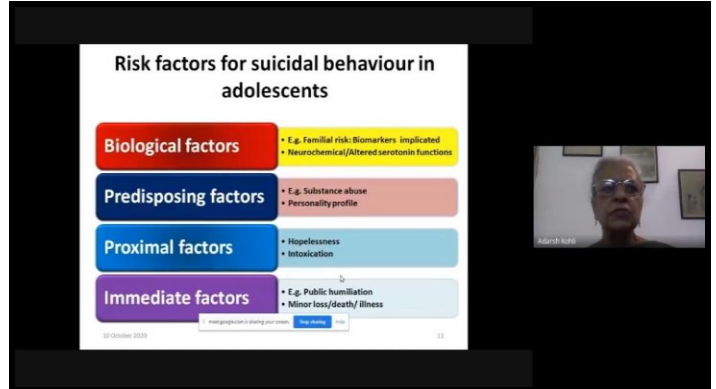 Risk factors for suicidal behaviour in
adolescents
Biological factors
• E.g. Familial risk: Biomarkers implicated
• Neurochemical/Altered serotonin functions
Predisposing factors
• E.g. Substance abuse
• Personality profile
Proximal factors
• Hopelessness
• Intoxication
Immediate factors
• E.g. Public humiliation
• Minor loss/death/ illness
meet.google.com is sharing your screen. Stop sharing Hide
10 October 2020 13
Adarsh Kohli